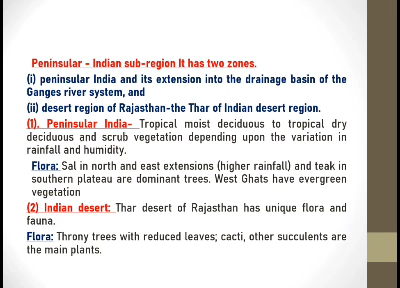 Peninsular - Indian sub-region It has two zones.
(i) peninsular India and its extension into the drainage basin of the
Ganges river system, and
(ii) desert region of Rajasthan-the Thar of Indian desert region.
(1). Peninsular India- Tropical moist deciduous to tropical dry
deciduous and scrub vegetation depending upon the variation in
rainfall and humidity.
Flora: Sal in north and east extensions (higher rainfall) and teak in
southern plateau are dominant trees. West Ghats have evergreen
vegetation
(2) Indian desert: Thar desert of Rajasthan has unique flora and
fauna.
Flora: Throny trees with reduced leaves; cacti, other succulents are
the main plants.